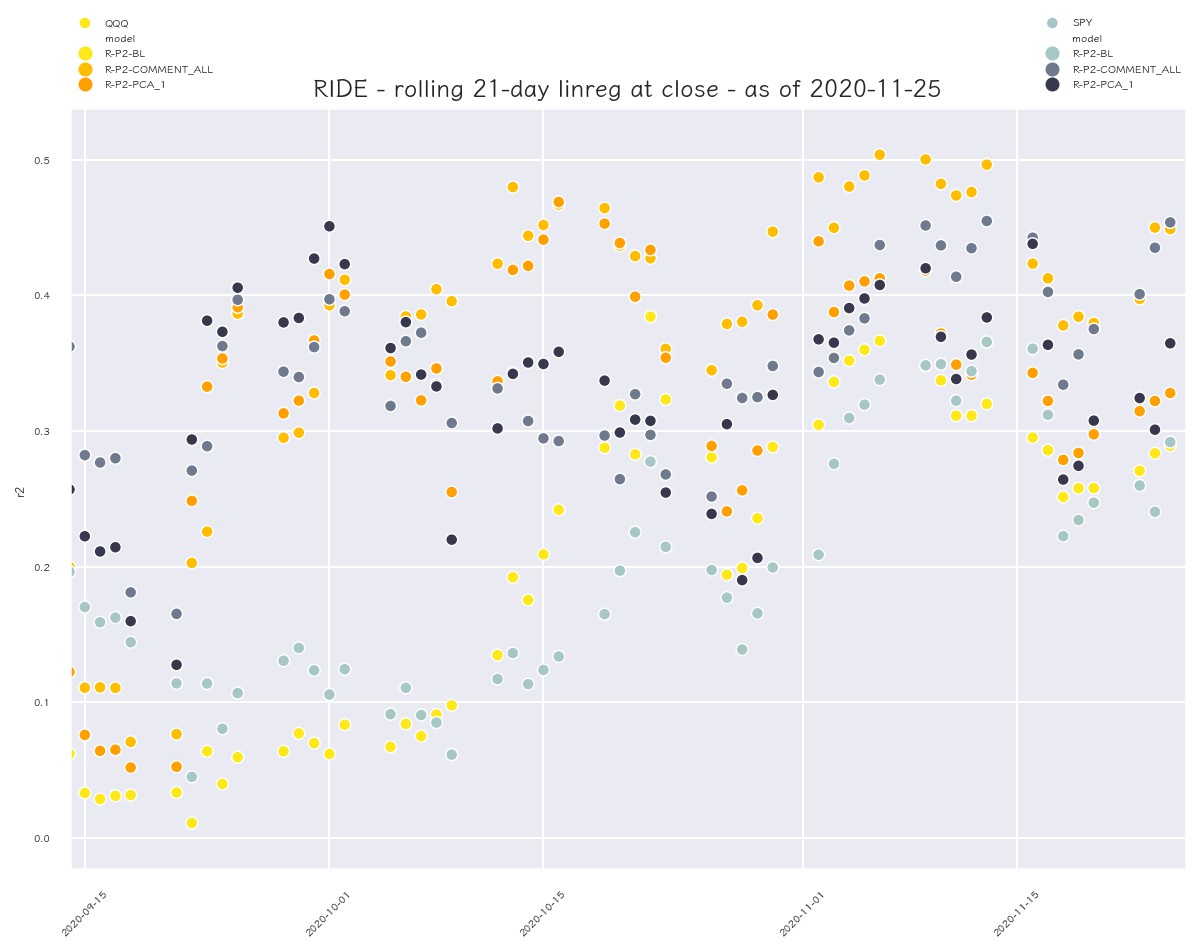 QQQ
model
R-P2-BL
R-P2-COMMENT_ALL
R-P2-PCA_1
SPY
model
R-P2-BL
R-P2-COMMENT_ALL
R-P2-PCA_1
RIDE - rolling 21-day linreg at close - as of 2020-11-25
0.5
0.4
0.3
r2
0.2
0.1
0.0
2020-09-15
2020-10-01
2020-10-15
2020-11-01
2020-11-15